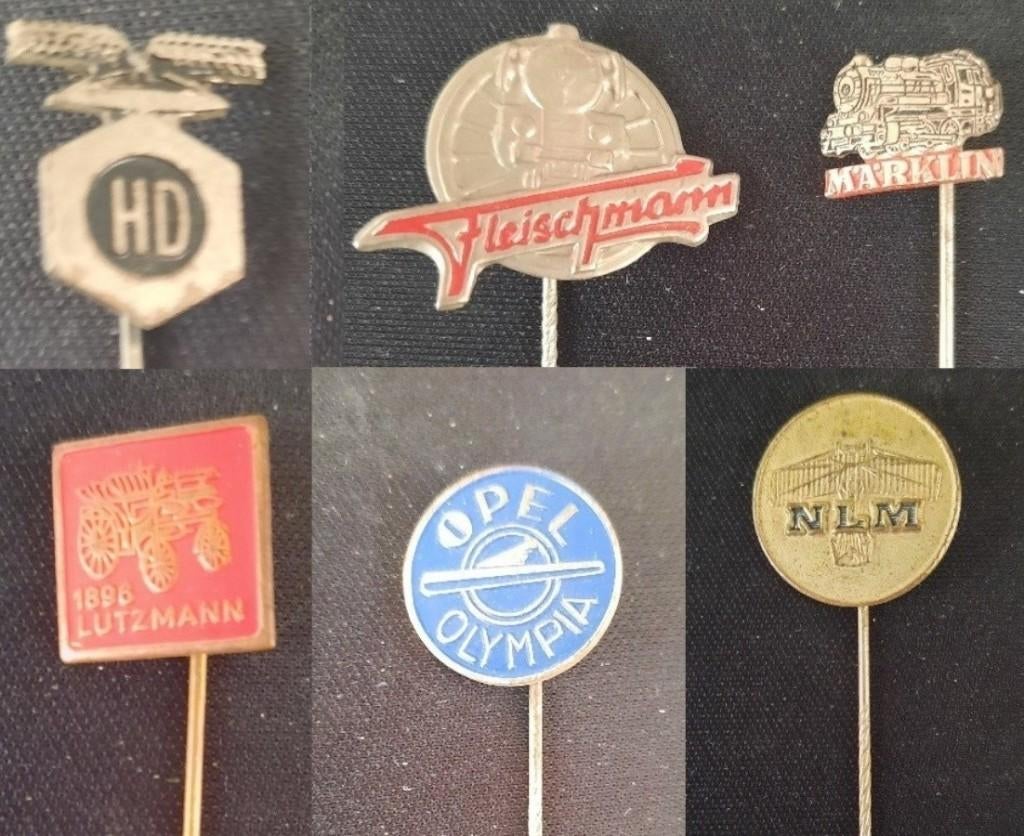 HD
Fleischmann
MÄRKLIN
1896
LUTZMANN
OPEL
OLYMPIA
NLM